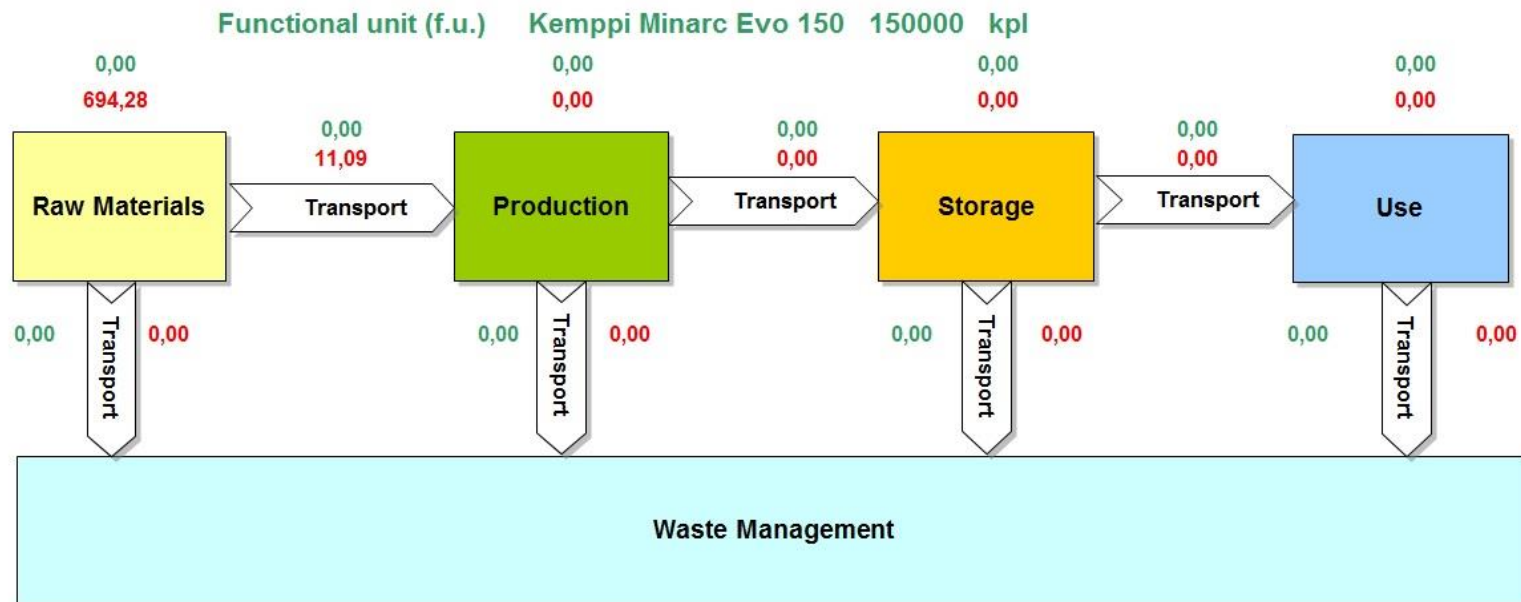 Functional unit (f.u.) Kemppi Minarc Evo 150 150000 kpl
0,00 0,00 0,00 0,00
694,28 0,00 0,00 0,00
0,00 0,00 0,00
11,09 0,00 0,00
Raw Materials Transport Production Transport Storage Transport Use
0,00 Transport 0,00 0,00 Transport 0,00 0,00 Transport 0,00 0,00 Transport 0,00
Waste Management